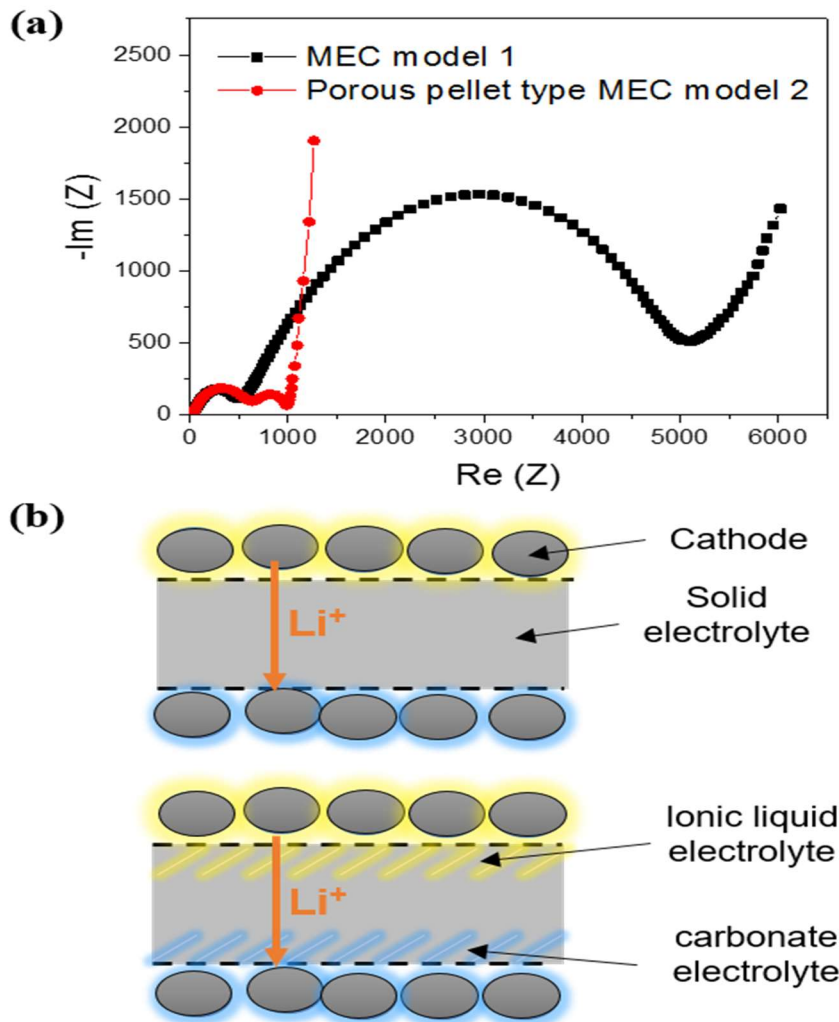 (a)
MEC model 1
Porous pellet type MEC model 2
2500
2000
1500
1000
500
0
-Im (Z)
0 1000 2000 3000 4000 5000 6000
Re (Z)
(b)
Cathode
Solid
electrolyte
Li⁺
Ionic liquid
electrolyte
Li⁺
carbonate
electrolyte